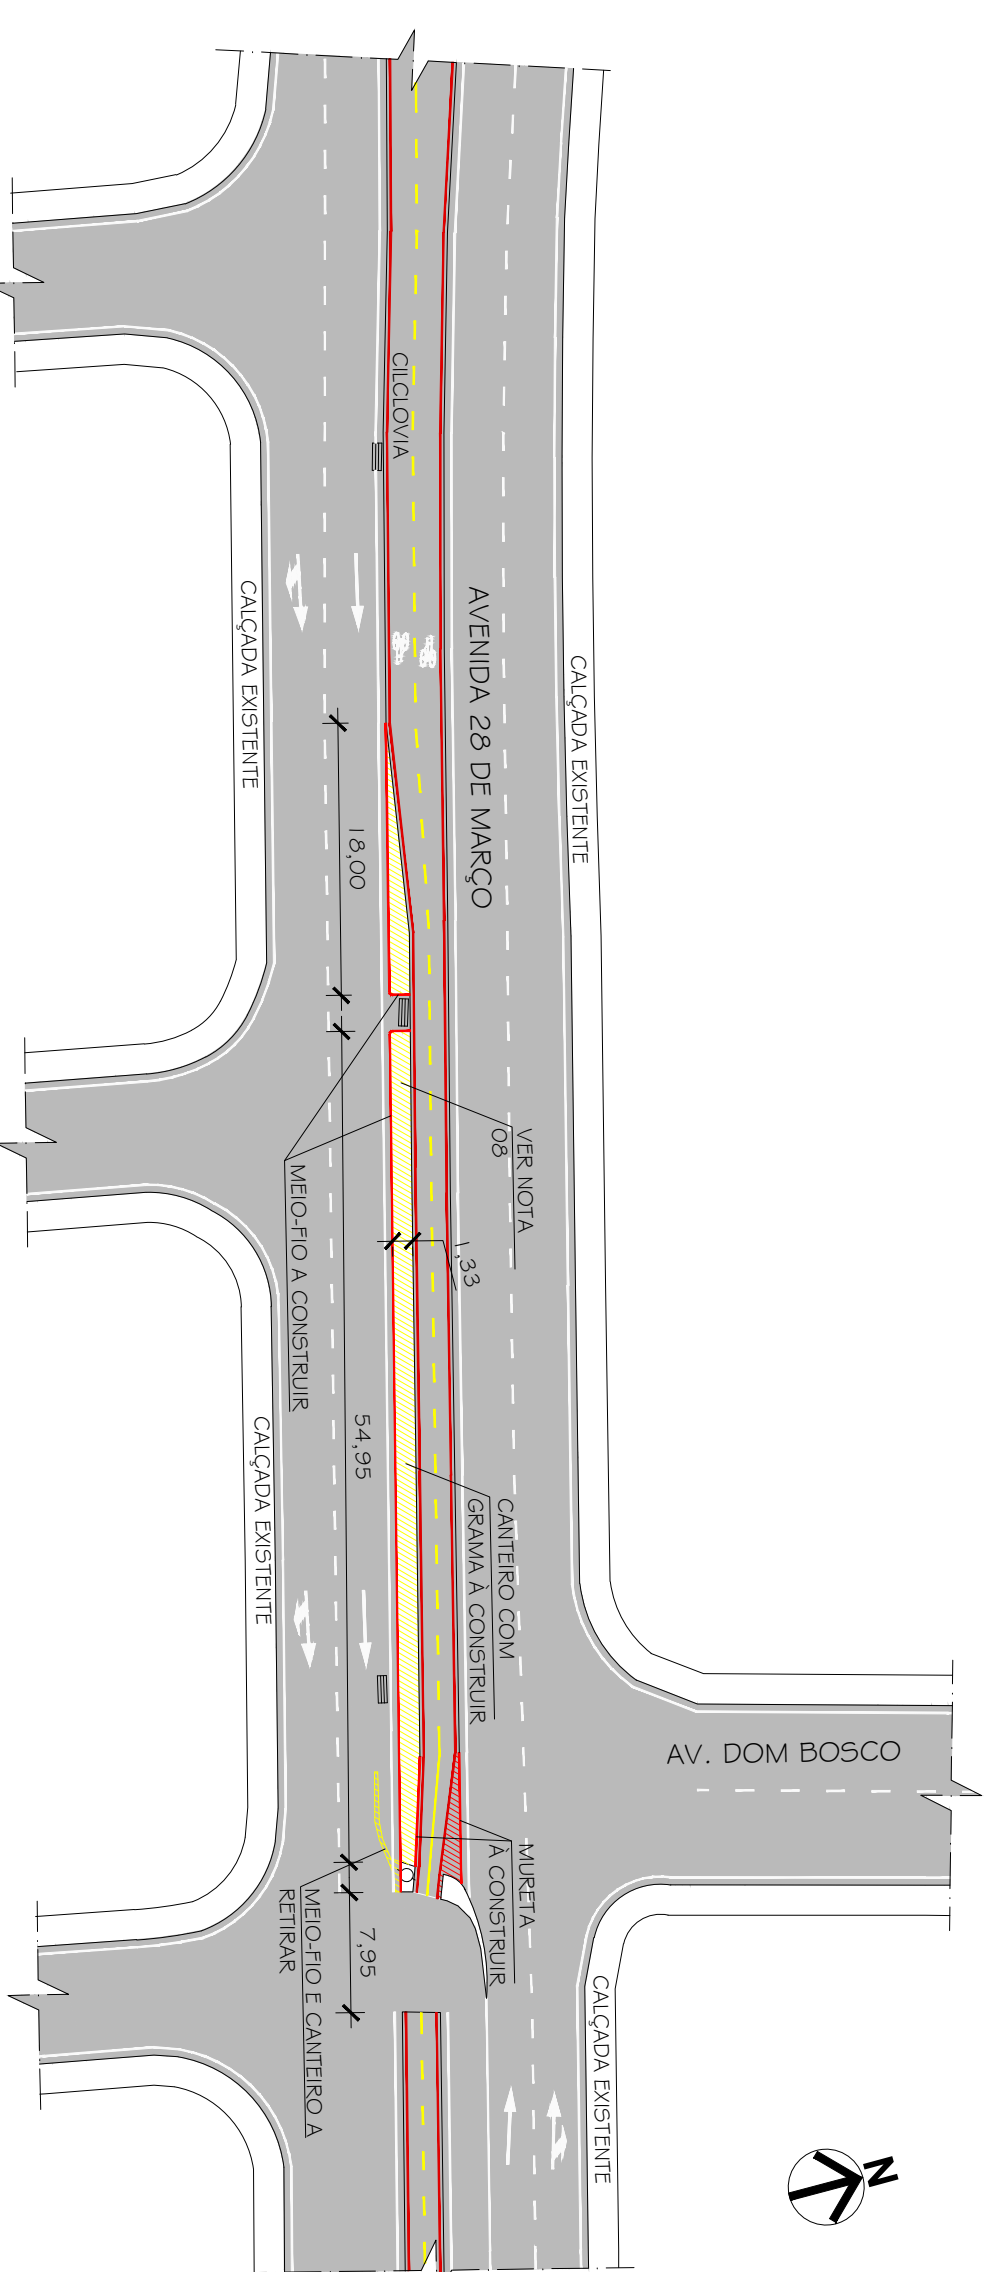 CILCLOVIA
CALÇADA EXISTENTE
AVENIDA 28 DE MARÇO
CALÇADA EXISTENTE
18,00
VER NOTA
08
MEIO-FIO A CONSTRUIR
1,33
54,95
CALÇADA EXISTENTE
CANTEIRO COM
GRAMA À CONSTRUIR
AV. DOM BOSCO
MURETA
À CONSTRUIR
MEIO-FIO E CANTEIRO A
RETIRAR
7,95
CALÇADA EXISTENTE
N